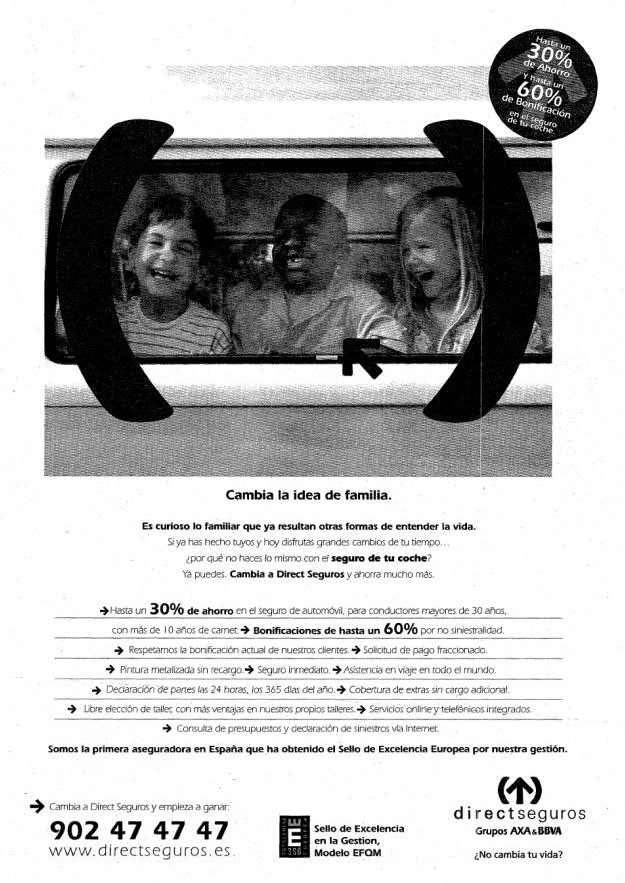 Hasta un
30%
de Ahorro
Y hasta un
60%
de Bonificación
en el seguro
de tu coche.
Cambia la idea de familia.
Es curioso lo familiar que ya resultan otras formas de entender la vida.
Si ya has hecho tuyos y hoy disfrutas grandes cambios de tu tiempo...
¿por qué no haces lo mismo con el seguro de tu coche?
Ya puedes. Cambia a Direct Seguros y ahorra mucho más.
→Hasta un 30% de ahorro en el seguro de automóvil, para conductores mayores de 30 años,
con más de 10 años de carnet.→ Bonificaciones de hasta un 60% por no siniestralidad.
→ Respetamos la bonificación actual de nuestros clientes.→ Solicitud de pago fraccionado.
→ Pintura metalizada sin recargo.→ Seguro inmediato.→ Asistencia en viaje en todo el mundo.
→ Declaración de partes las 24 horas, los 365 días del año.→ Cobertura de extras sin cargo adicional.
→ Libre elección de taller, con más ventajas en nuestros propios talleres.→ Servicios online y telefónicos integrados.
→ Consulta de presupuestos y declaración de siniestros vía Internet.
Somos la primera aseguradora en España que ha obtenido el Sello de Excelencia Europea por nuestra gestión.
→ Cambia a Direct Seguros y empieza a ganar:
902 47 47 47
www.directseguros.es.
Sello de Excelencia
en la Gestion,
Modelo EFQM
directseguros
Grupos AXA&BBVA
¿No cambia tu vida?